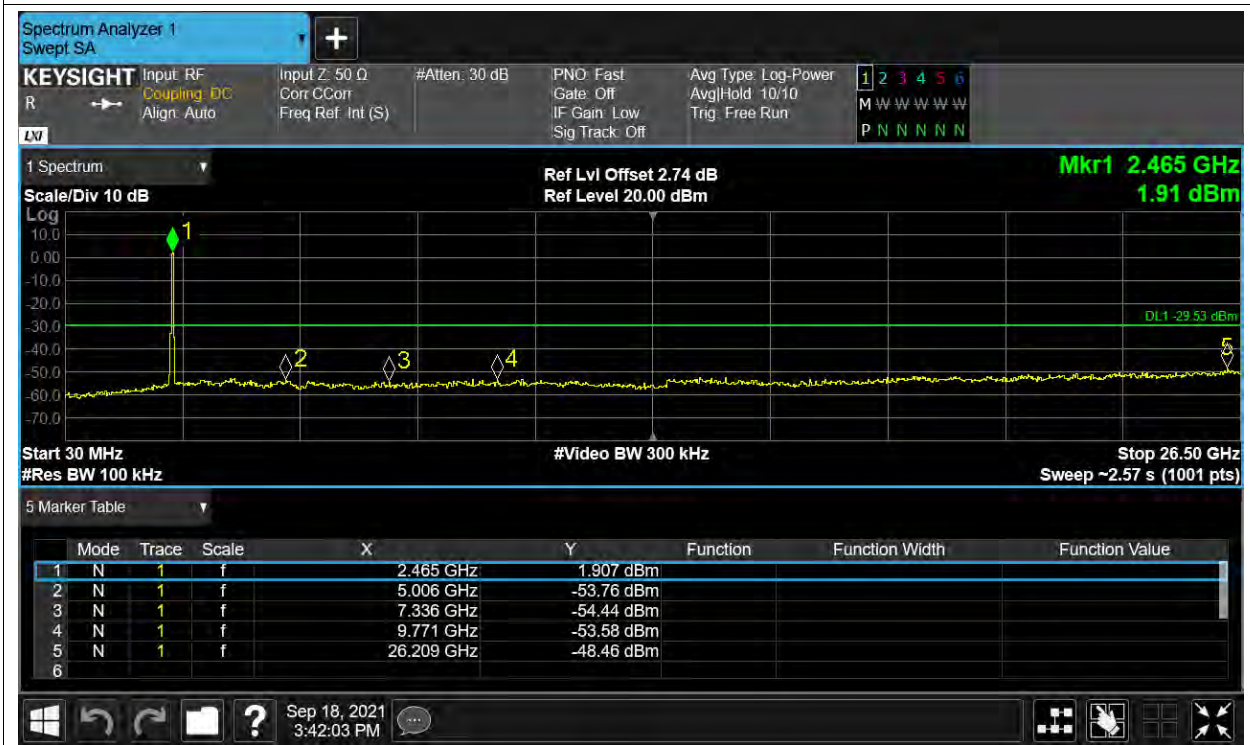 Spectrum Analyzer 1
Swept SA
+
KEYSIGHT Input: RF Input Z: 50 Ω #Atten: 30 dB PNO: Fast Avg Type: Log-Power 1 2 3 4 5 6
R Coupling: DC Corr CCorr Gate: Off Avg|Hold: 10/10 M W W W W W
Align: Auto Freq Ref: Int (S) IF Gain: Low Trig: Free Run
LXI Sig Track: Off P N N N N N
1 Spectrum Ref Lvl Offset 2.74 dB Mkr1 2.465 GHz
Scale/Div 10 dB Ref Level 20.00 dBm 1.91 dBm
Log
10.0 1
0.00
-10.0
-20.0
DL1 -29.53 dBm
-30.0
-40.0 2 3 4 5
-50.0
-60.0
-70.0
Start 30 MHz #Video BW 300 kHz Stop 26.50 GHz
#Res BW 100 kHz Sweep ~2.57 s (1001 pts)
5 Marker Table
Mode Trace Scale X Y Function Function Width Function Value
1 N 1 f 2.465 GHz 1.907 dBm
2 N 1 f 5.006 GHz -53.76 dBm
3 N 1 f 7.336 GHz -54.44 dBm
4 N 1 f 9.771 GHz -53.58 dBm
5 N 1 f 26.209 GHz -48.46 dBm
6
? Sep 18, 2021
3:42:03 PM